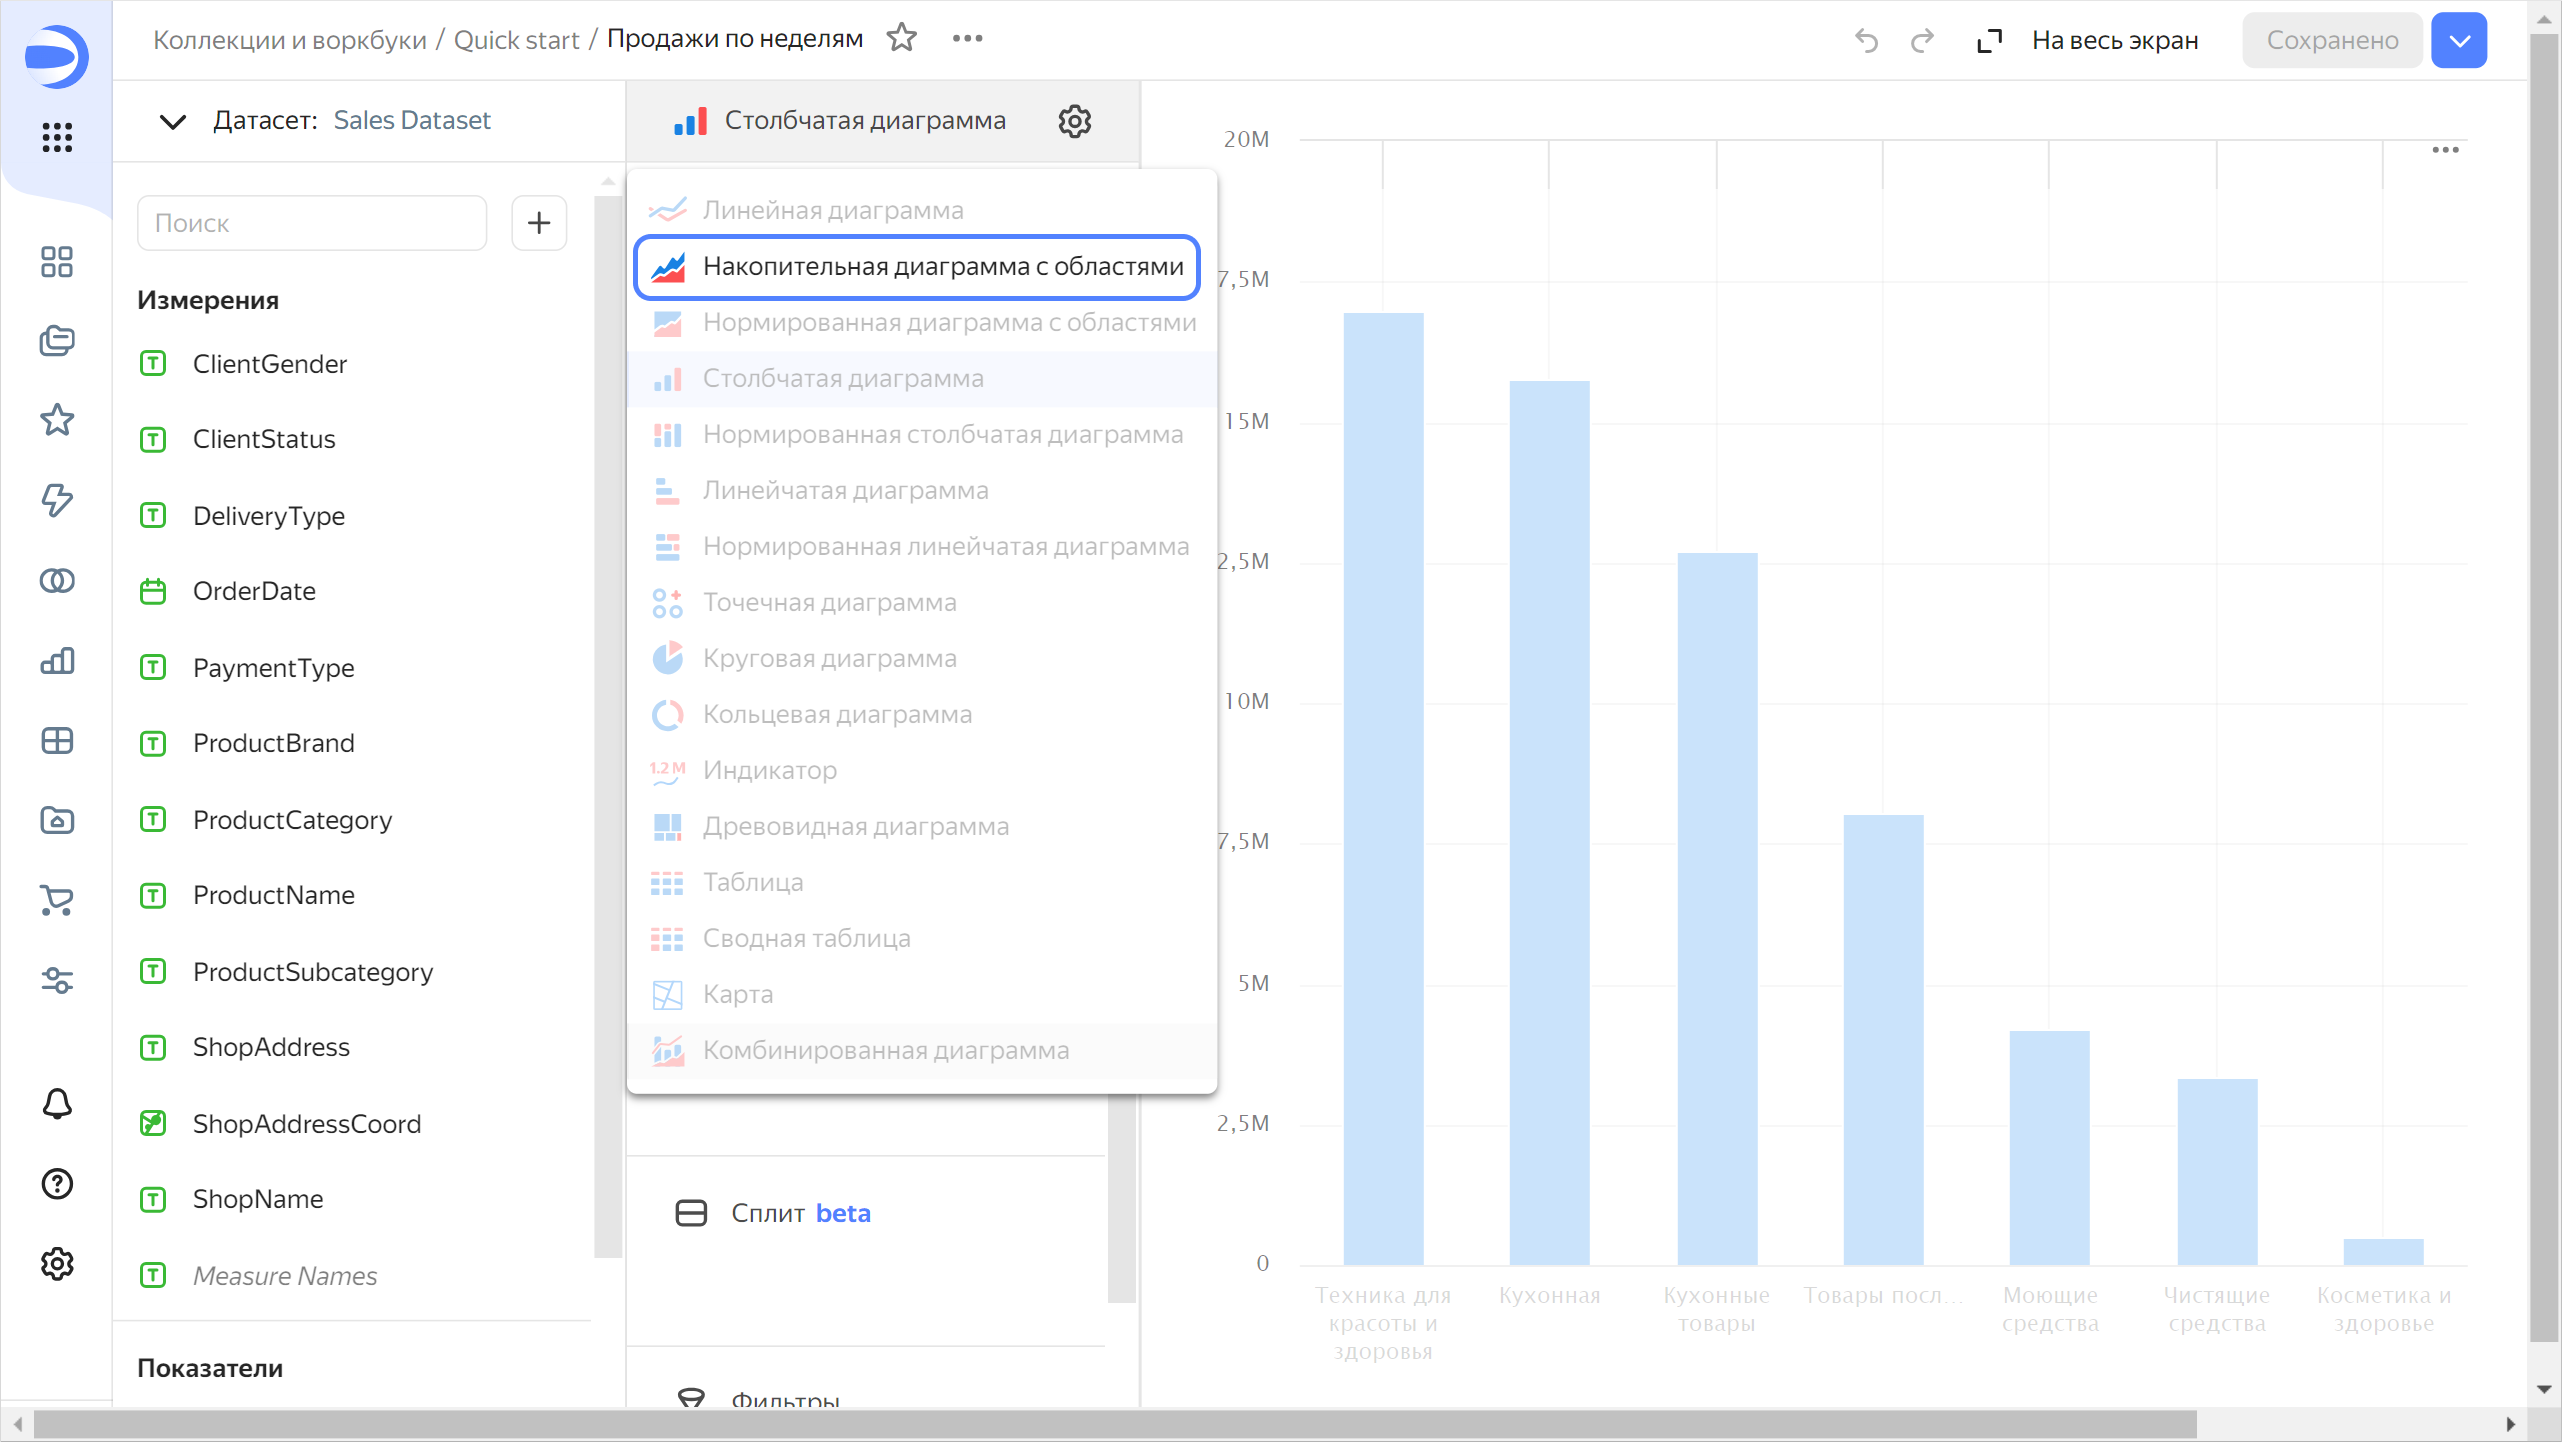 Коллекции и воркбуки / Quick start / Продажи по неделям
На весь экран
Сохранено
Датасет: Sales Dataset
Поиск
Измерения
ClientGender
ClientStatus
DeliveryType
OrderDate
PaymentType
ProductBrand
ProductCategory
ProductName
ProductSubcategory
ShopAddress
ShopAddressCoord
ShopName
Measure Names
Показатели
Столбчатая диаграмма
Линейная диаграмма
Накопительная диаграмма с областями
Нормированная диаграмма с областями
Столбчатая диаграмма
Нормированная столбчатая диаграмма
Линейчатая диаграмма
Нормированная линейчатая диаграмма
Точечная диаграмма
Круговая диаграмма
Кольцевая диаграмма
1.2 M Индикатор
Древовидная диаграмма
Таблица
Сводная таблица
Карта
Комбинированная диаграмма
Сплит beta
Фильтры
20M
7,5M
15M
2,5M
10M
7,5M
5M
2,5M
0
Техника для красоты и здоровья
Кухонная
Кухонные товары
Товары посл...
Моющие средства
Чистящие средства
Косметика и здоровье